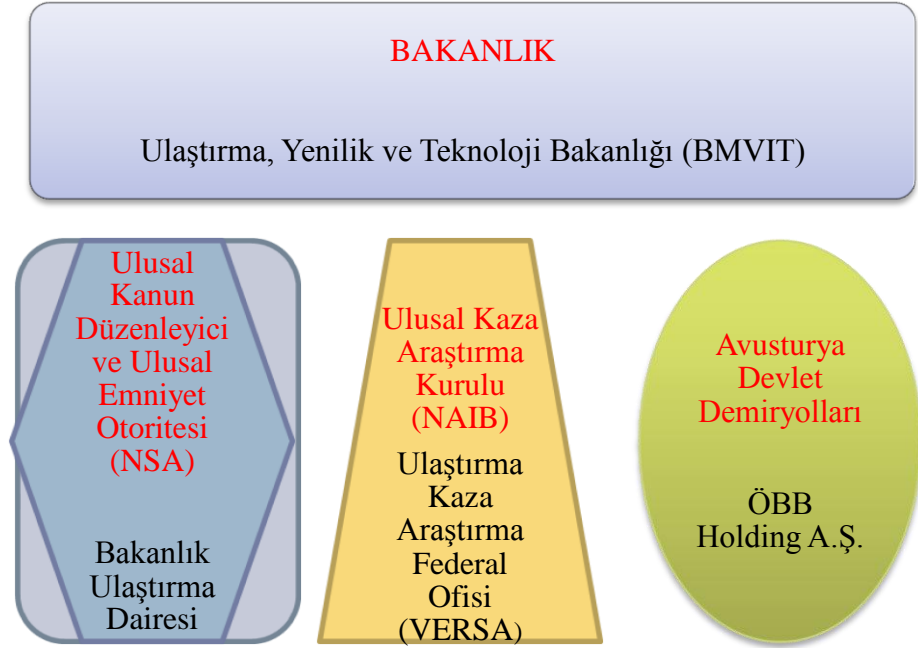 BAKANLIK
Ulaştırma, Yenilik ve Teknoloji Bakanlığı (BMVIT)
Ulusal
Kanun
Düzenleyici
ve Ulusal
Emniyet
Otoritesi
(NSA)
Bakanlık
Ulaştırma
Dairesi
Ulusal Kaza
Araştırma
Kurulu
(NAIB)
Ulaştırma
Kaza
Araştırma
Federal
Ofisi
(VERSA)
Avusturya
Devlet
Demiryolları
ÖBB
Holding A.Ş.